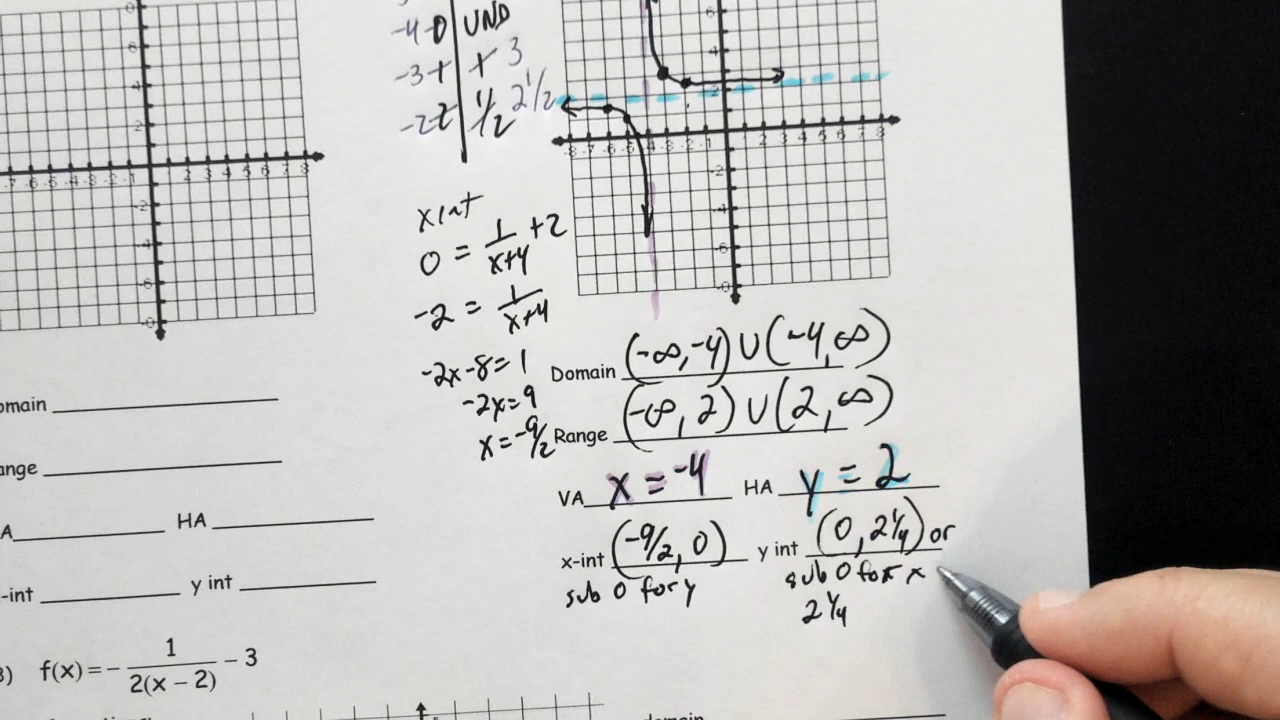 -4 0 UND
-3 + + 3
-2 2 1/2 2 1/2
x int
0 = 1/(x+4) + 2
-2 = 1/(x+4)
-2x-8=1
-2x=9
x=-9/2
Domain (-∞,-4) ∪ (-4,∞)
Range (-∞, 2) ∪ (2, ∞)
VA x = -4 HA y = 2
x-int (-9/2, 0) y int (0, 2 1/4) or
sub 0 for y sub 0 for x
2 1/4
omain
ange
A HA
-int y int
3) f(x) = - 1/(2(x - 2)) - 3
domain